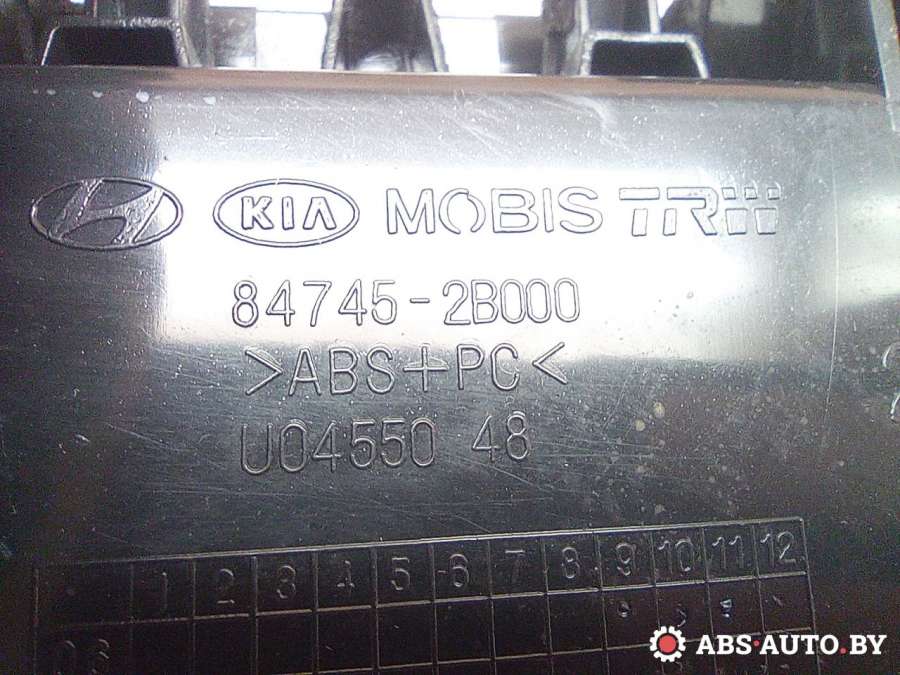 KIA MOBIS TRW
84745-2B000
>ABS+PC<
U04550 48
1 2 3 4 5 6 7 8 9 10 11 12
ABS-AUTO.BY